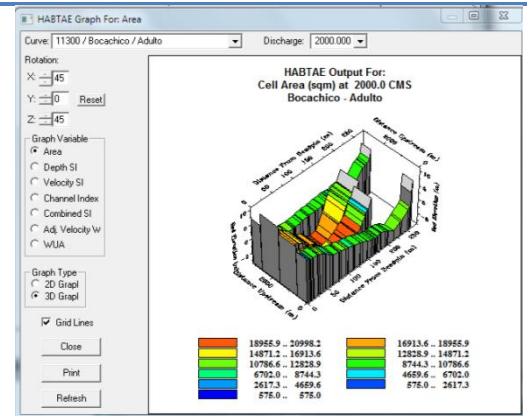 HABTAE Graph For: Area
Curve: 11300 / Bocachico / Adulto
Discharge: 2000.000
Rotation:
X: 45
Y: 0 Reset
Z: 45
Graph Variable
Area
Depth SI
Velocity SI
Channel Index
Combined SI
Adj. Velocity W
WUA
Graph Type
2D Grapl
3D Grapl
Grid Lines
Close
Print
Refresh
HABTAE Output For:
Cell Area (sqm) at 2000.0 CMS
Bocachico - Adulto
Distance From Headpin (m)
Distance Upstream (m)
Distance Upstream (m)
Distance From Headpin (m)
18955.9 .. 20998.2
16913.6 .. 18955.9
14871.2 .. 16913.6
12828.9 .. 14871.2
10786.6 .. 12828.9
8744.3 .. 10786.6
6702.0 .. 8744.3
4659.6 .. 6702.0
2617.3 .. 4659.6
575.0 .. 2617.3
575.0 .. 575.0